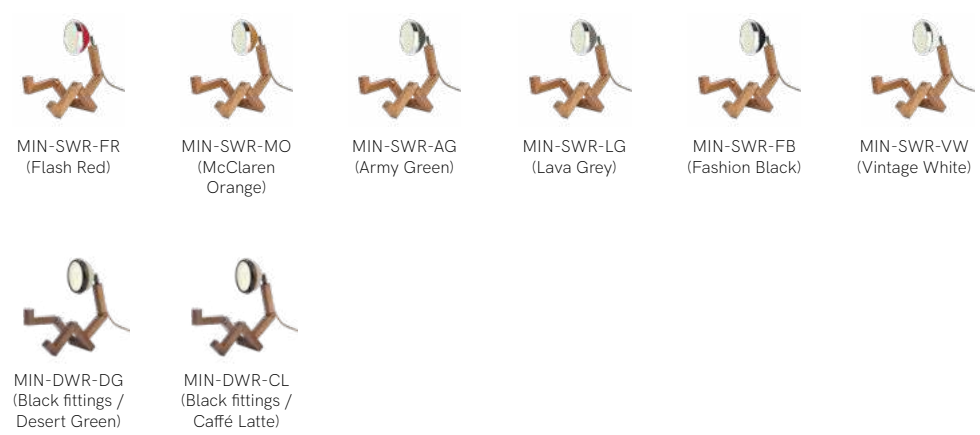 MIN-SWR-FR
(Flash Red)
MIN-SWR-MO
(McClaren
Orange)
MIN-SWR-AG
(Army Green)
MIN-SWR-LG
(Lava Grey)
MIN-SWR-FB
(Fashion Black)
MIN-SWR-VW
(Vintage White)
MIN-DWR-DG
(Black fittings /
Desert Green)
MIN-DWR-CL
(Black fittings /
Caffé Latte)